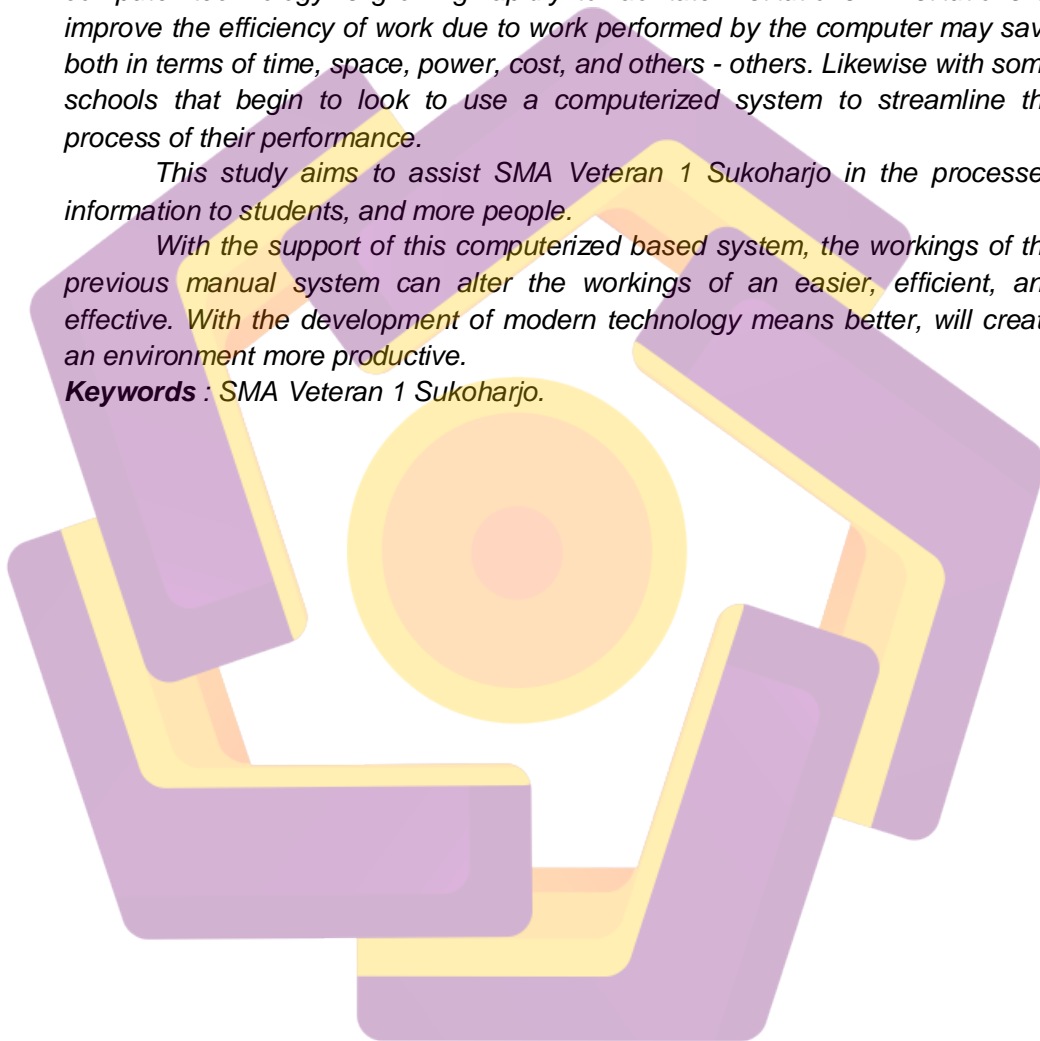 improve the efficiency of work due to work performed by the computer may sav
both in terms of time, space, power, cost, and others - others. Likewise with som
schools that begin to look to use a computerized system to streamline th
process of their performance.
This study aims to assist SMA Veteran 1 Sukoharjo in the processe
information to students, and more people.
With the support of this computerized based system, the workings of th
previous manual system can alter the workings of an easier, efficient, an
effective. With the development of modern technology means better, will creat
an environment more productive.
Keywords : SMA Veteran 1 Sukoharjo.